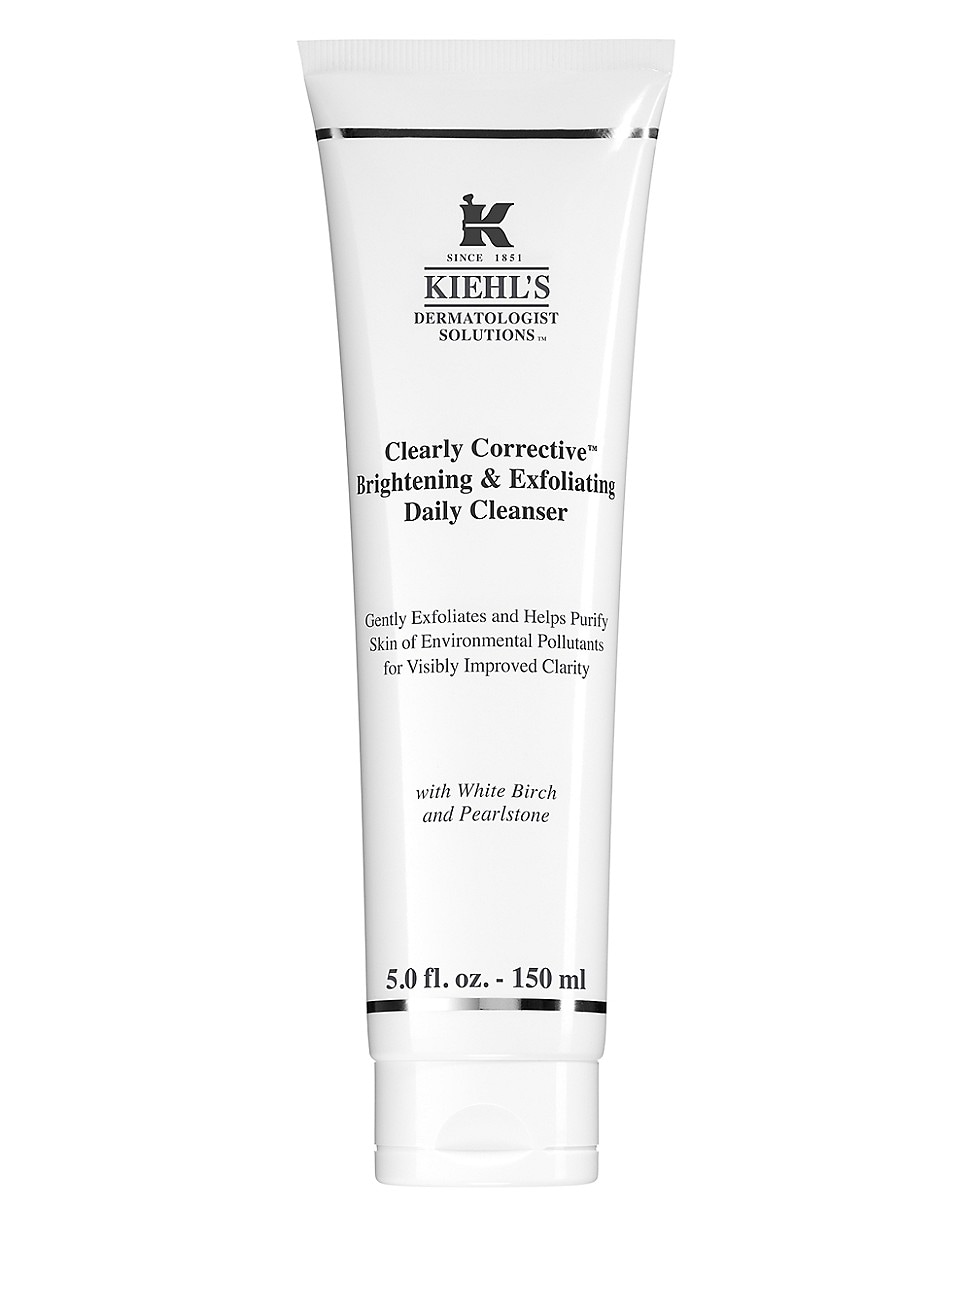 K
SINCE 1851
KIEHL'S
DERMATOLOGIST
SOLUTIONS™
Clearly Corrective™
Brightening & Exfoliating
Daily Cleanser
Gently Exfoliates and Helps Purify
Skin of Environmental Pollutants
for Visibly Improved Clarity
with White Birch
and Pearlstone
5.0 fl. oz. - 150 ml